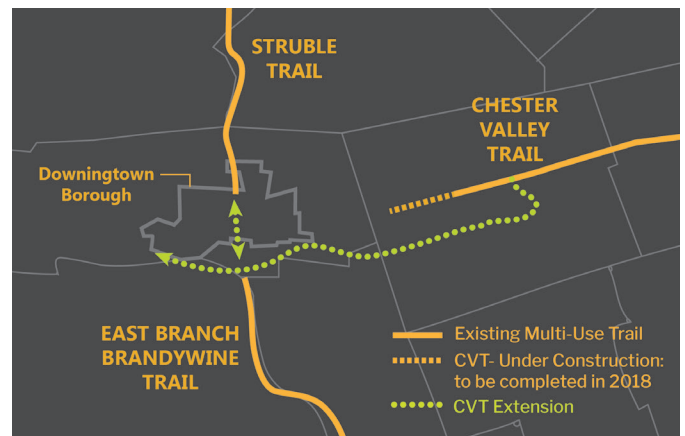 STRUBLE
TRAIL
CHESTER
VALLEY
TRAIL
Downingtown
Borough
EAST BRANCH
BRANDYWINE
TRAIL
Existing Multi-Use Trail
CVT- Under Construction:
to be completed in 2018
CVT Extension